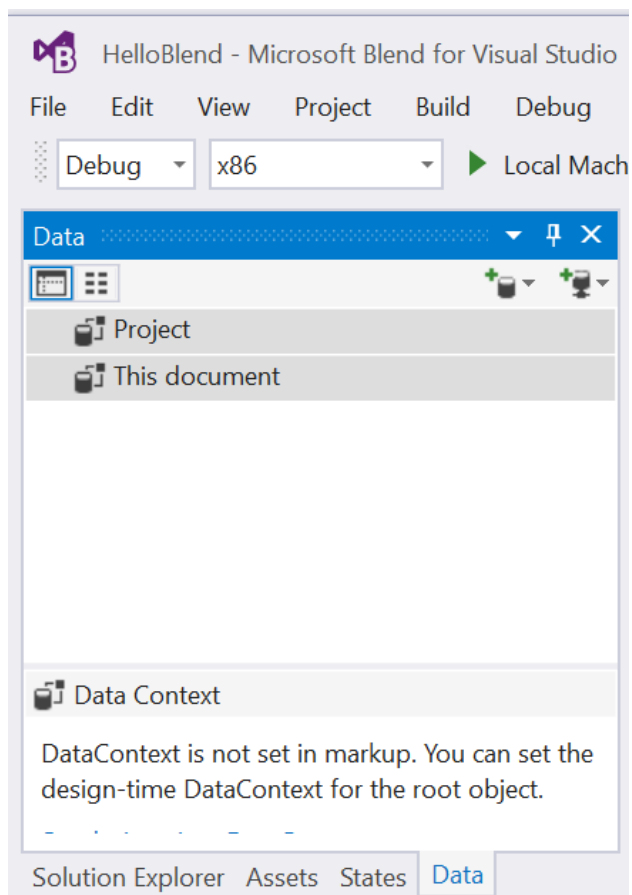 HelloBlend - Microsoft Blend for Visual Studio
File Edit View Project Build Debug
Debug x86 Local Mach
Data
Project
This document
Data Context
DataContext is not set in markup. You can set the
design-time DataContext for the root object.
Solution Explorer Assets States Data